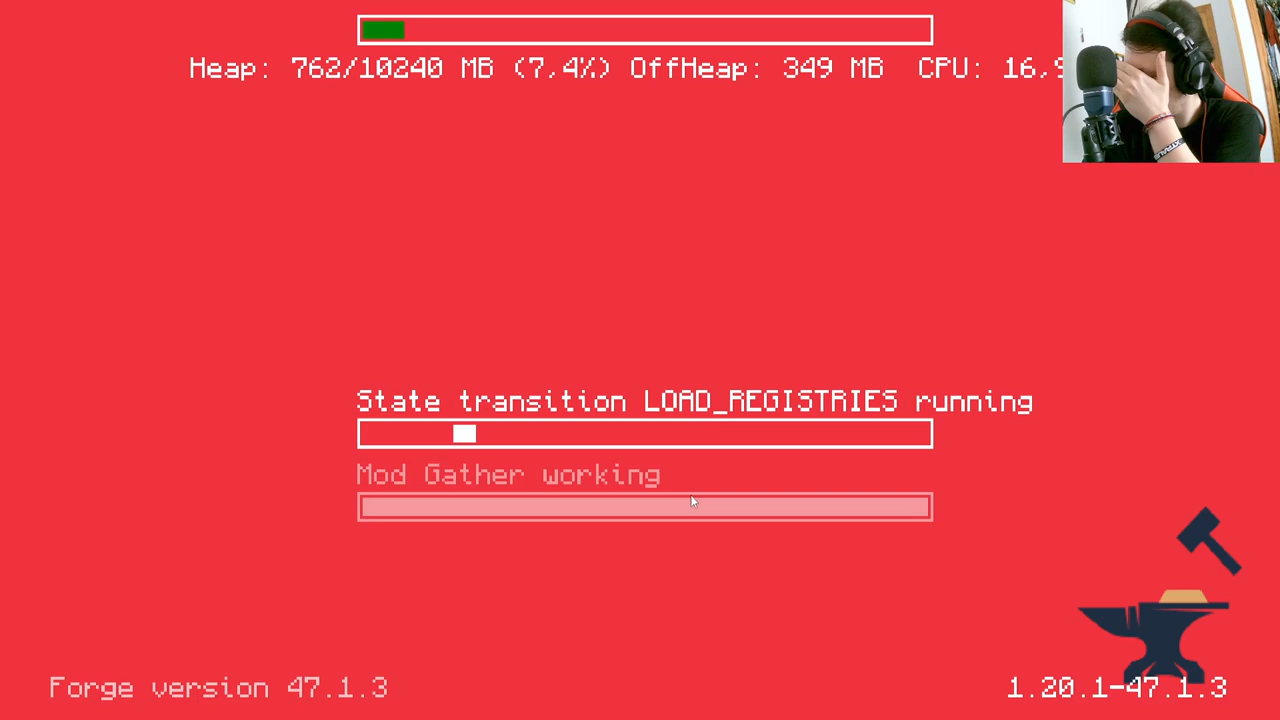 Heap: 762/10240 MB (7,4%) OffHeap: 349 MB CPU: 16,9
State transition LOAD_REGISTRIES running
Mod Gather working
Forge version 47.1.3
1.20.1-47.1.3